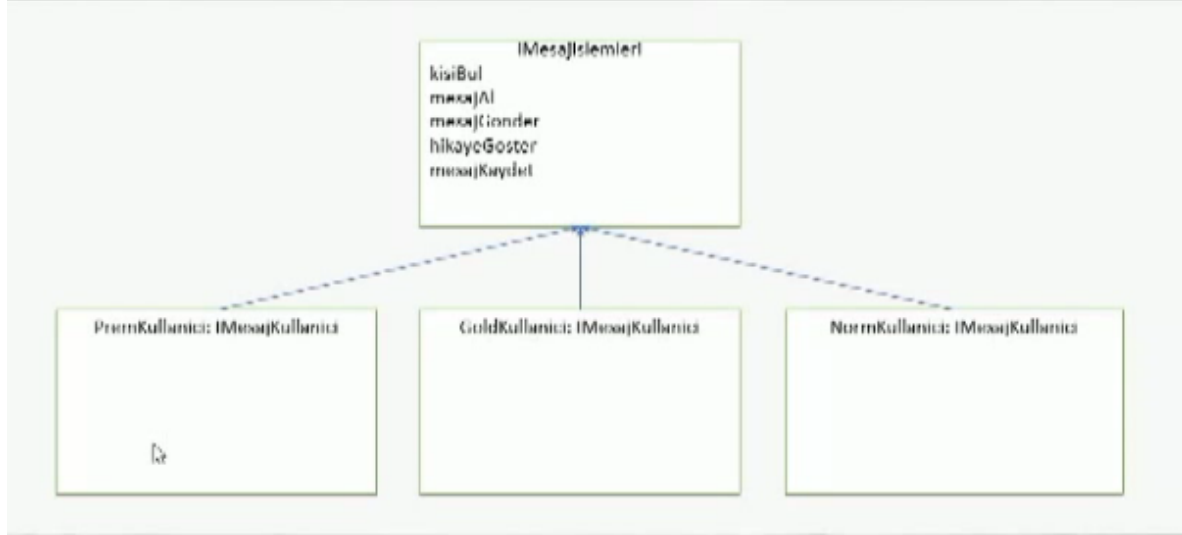 IMesajIslemleri
kisiBul
mesajAl
mesajGonder
hikayeGoster
mesajKaydet
PremKullanici: IMesajKullanici
GoldKullanici: IMesajKullanici
NormKullanici: IMesajKullanici